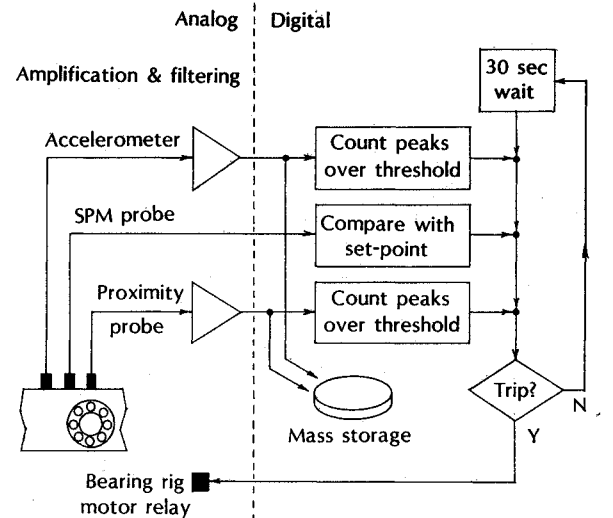 Analog
Digital
Amplification & filtering
30 sec
wait
Accelerometer
Count peaks
over threshold
SPM probe
Compare with
set-point
Proximity
probe
Count peaks
over threshold
Trip?
N
Mass storage
Y
Bearing rig
motor relay